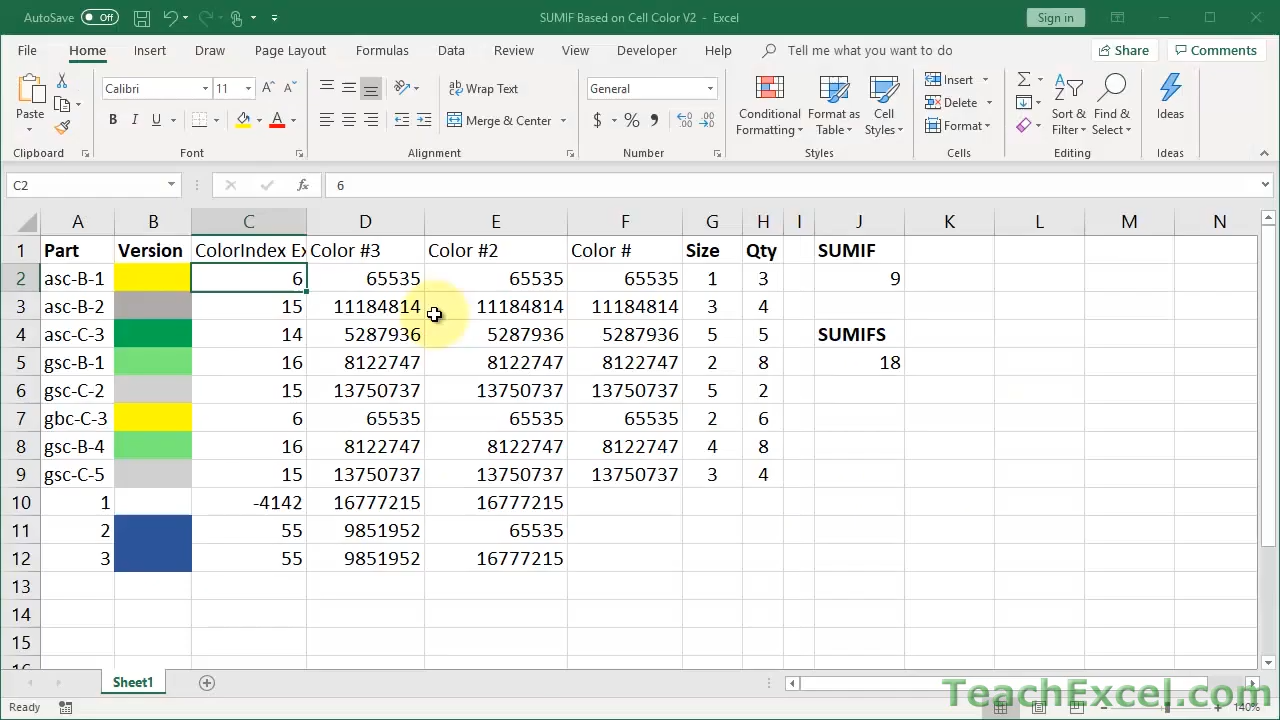 AutoSave Off SUMIF Based on Cell Color V2 - Excel Sign in
File Home Insert Draw Page Layout Formulas Data Review View Developer Help Tell me what you want to do Share Comments
Calibri 11 Wrap Text General Insert
Paste Conditional Formatting Format as Table Cell Styles Delete Sort & Filter Find & Select Ideas
B I U A Merge & Center $ % Format
Clipboard Font Alignment Number Styles Cells Editing Ideas
C2 fx 6
A B C D E F G H I J K L M N
1 Part Version ColorIndex Ex Color #3 Color #2 Color # Size Qty SUMIF
2 asc-B-1 6 65535 65535 65535 1 3 9
3 asc-B-2 15 11184814 11184814 11184814 3 4
4 asc-C-3 14 5287936 5287936 5287936 5 5 SUMIFS
5 gsc-B-1 16 8122747 8122747 8122747 2 8 18
6 gsc-C-2 15 13750737 13750737 13750737 5 2
7 gbc-C-3 6 65535 65535 65535 2 6
8 gsc-B-4 16 8122747 8122747 8122747 4 8
9 gsc-C-5 15 13750737 13750737 13750737 3 4
10 1 -4142 16777215 16777215
11 2 55 9851952 65535
12 3 55 9851952 16777215
13
14
15
Sheet1
TeachExcel.com
Ready 140%